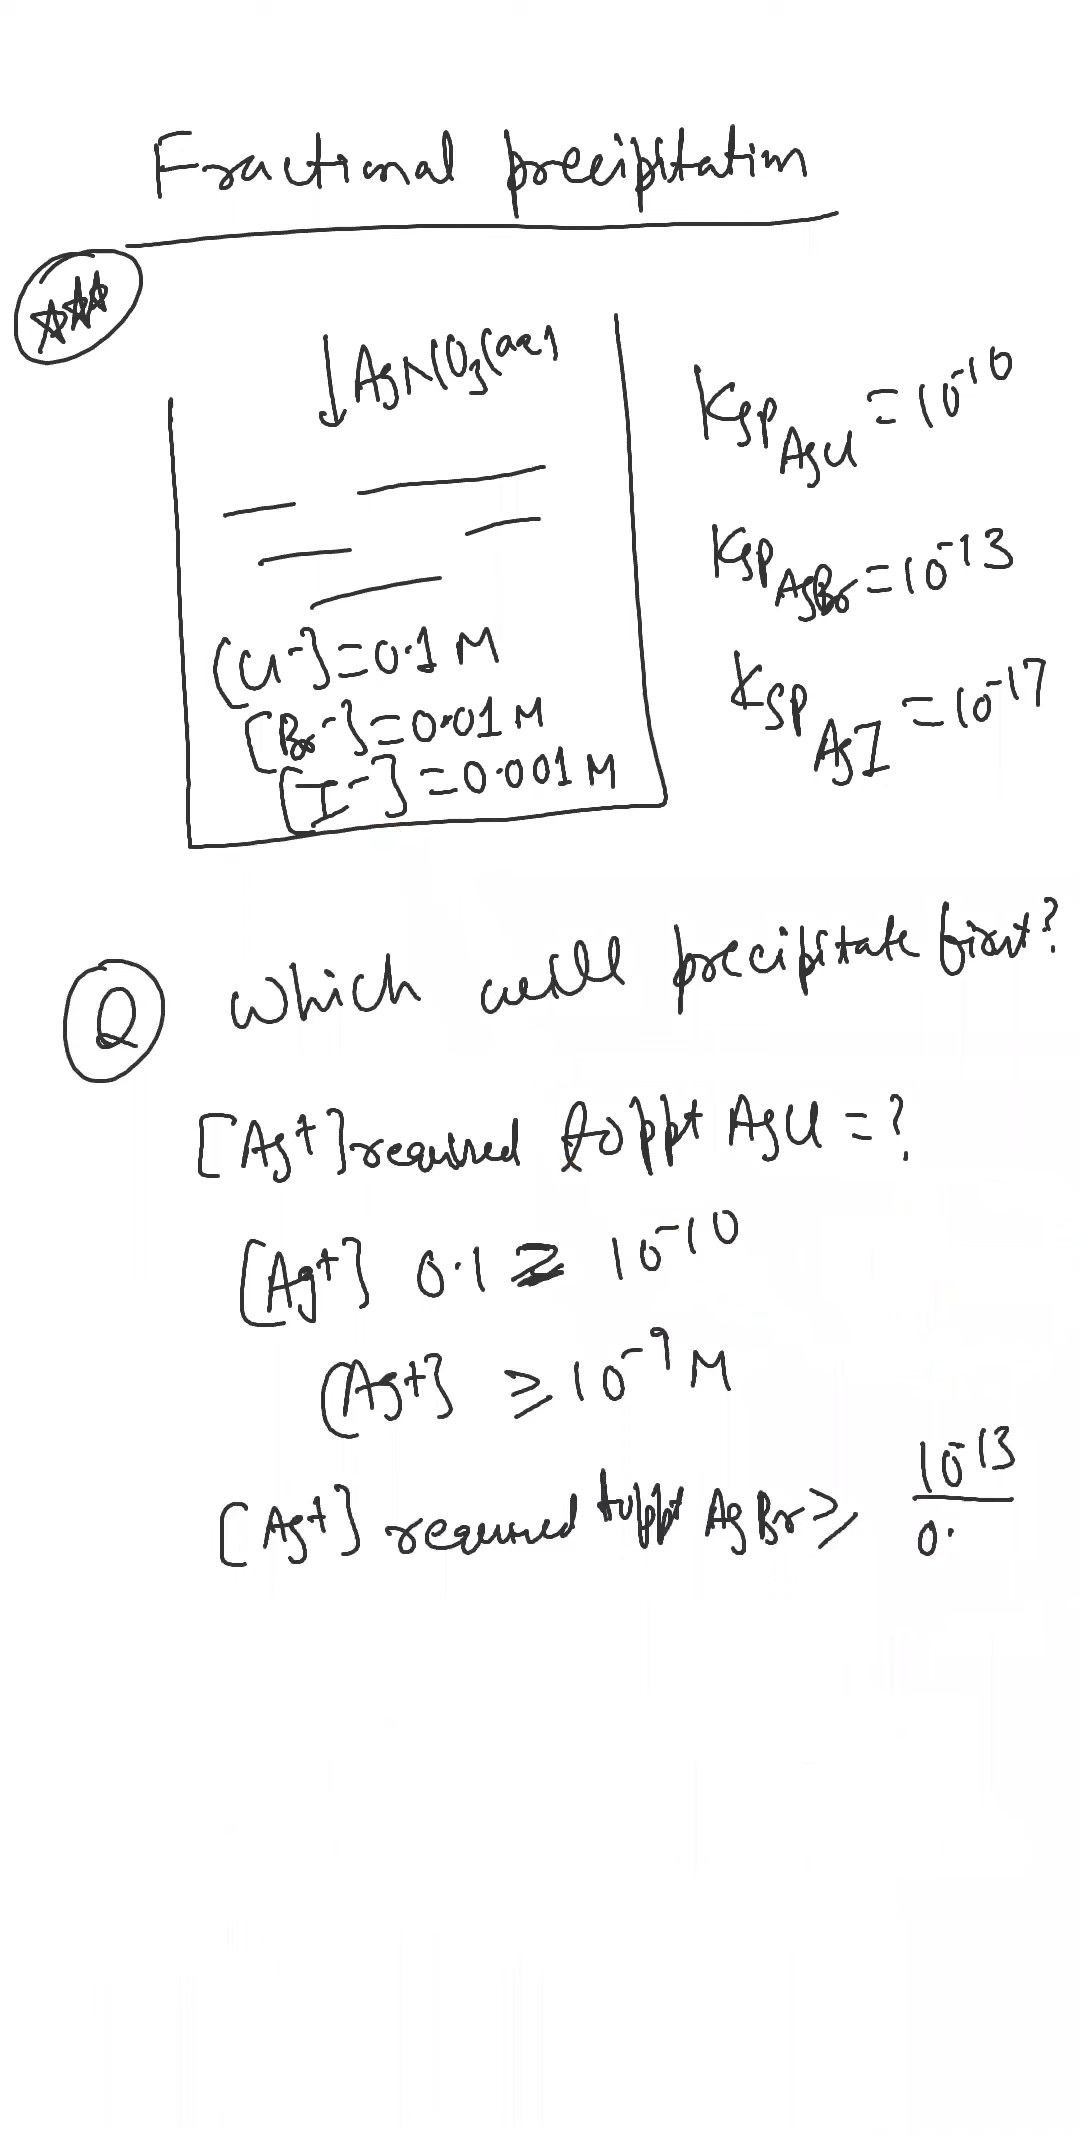 Fractional precipitation
↓AgNO₃(aq)
Ksp AgCl = 10⁻¹⁰
Ksp AgBr = 10⁻¹³
[Cl⁻] = 0.1 M
Ksp AgI = 10⁻¹⁷
[Br⁻] = 0.01 M
[I⁻] = 0.001 M
Q which will precipitate first?
[Ag⁺] required to ppt AgCl = ?
[Ag⁺] 0.1 ≥ 10⁻¹⁰
[Ag⁺] ≥ 10⁻⁹ M
[Ag⁺] required to ppt AgBr ≥ 10⁻¹³ / 0.